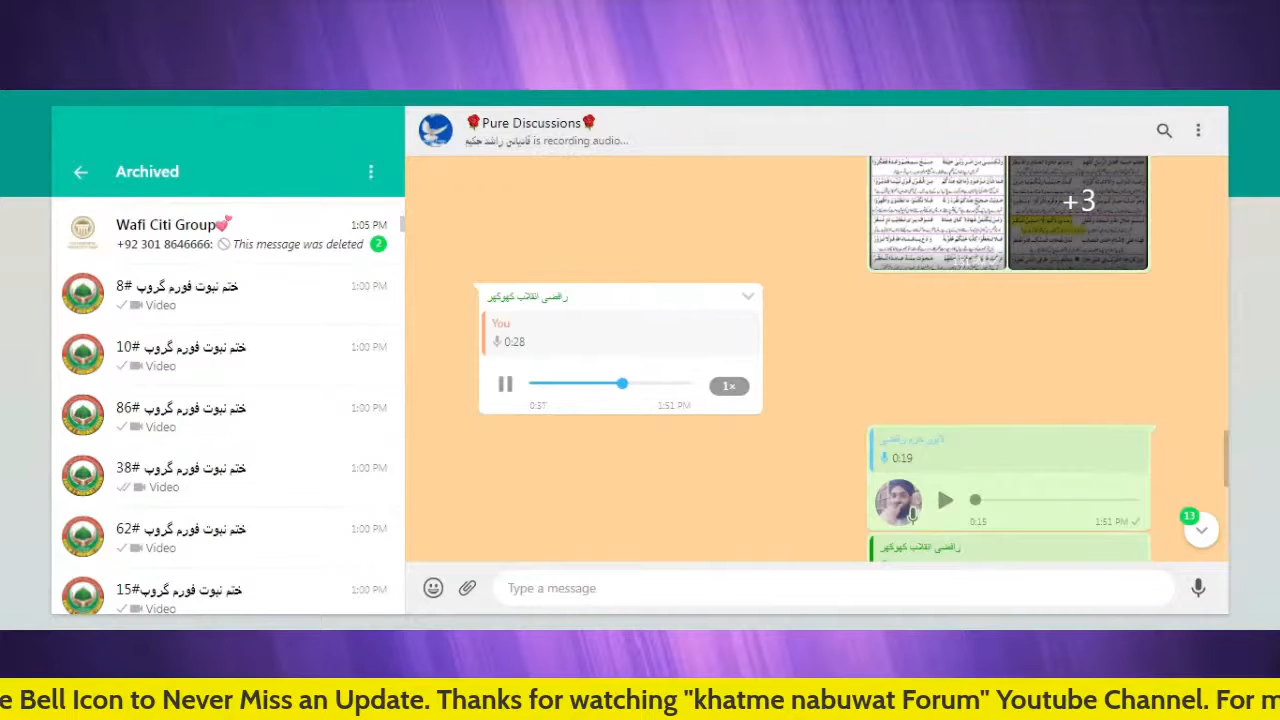 Archived
Wafi Citi Group💕
1:05 PM
+92 301 8646666: This message was deleted
2
ختم نبوت فورم گروپ #8
1:00 PM
Video
ختم نبوت فورم گروپ #10
1:00 PM
Video
ختم نبوت فورم گروپ #86
1:00 PM
Video
ختم نبوت فورم گروپ #38
1:00 PM
Video
ختم نبوت فورم گروپ #62
1:00 PM
Video
ختم نبوت فورم گروپ#15
1:00 PM
Video
🌹Pure Discussions🌹
قادیانی راشد حکیم is recording audio...
+3
رافضی انقلاب کھوکھر
You
0:28
1×
0:37
1:51 PM
0:19
0:15
1:51 PM
رافضی انقلاب کھوکھر
13
Type a message
e Bell Icon to Never Miss an Update. Thanks for watching "khatme nabuwat Forum" Youtube Channel. For m